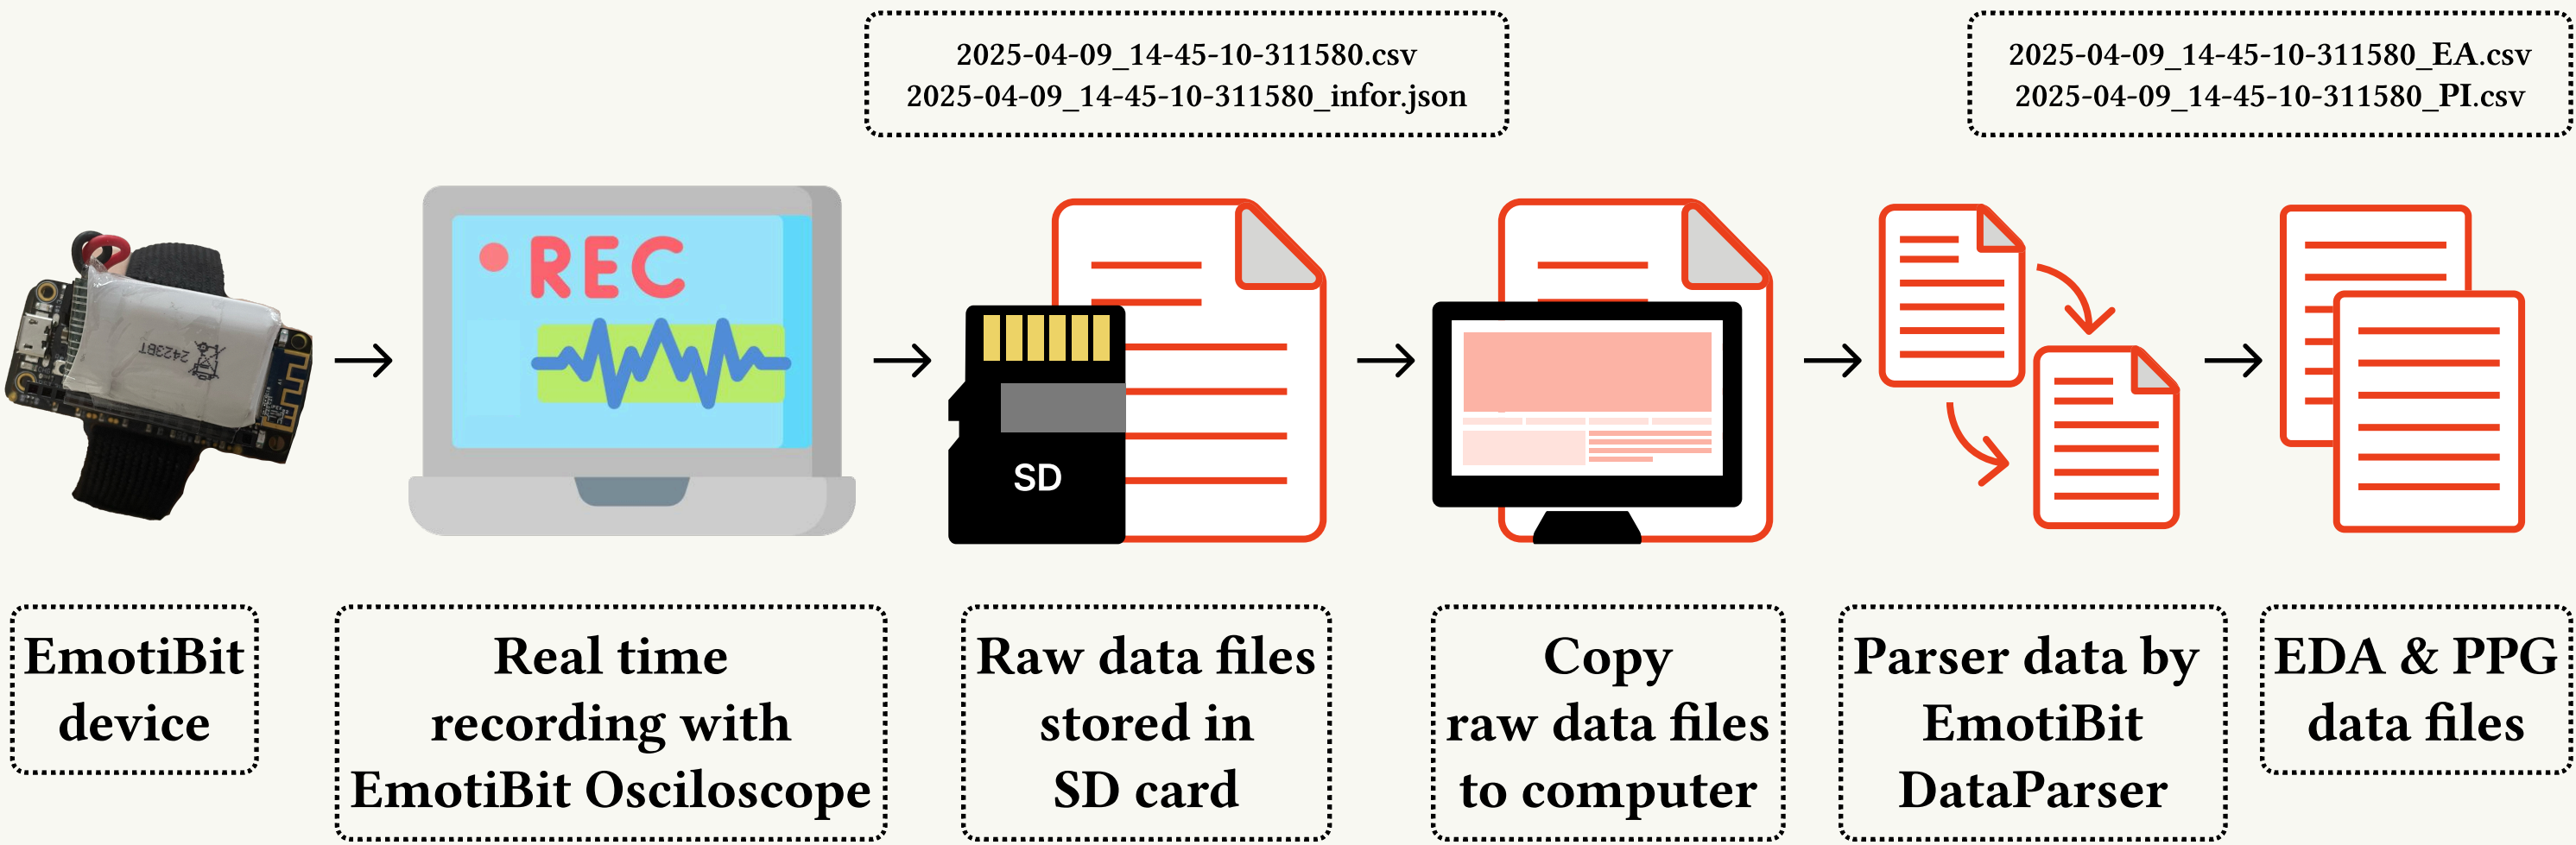 2025-04-09_14-45-10-311580.csv
2025-04-09_14-45-10-311580_infor.json
2025-04-09_14-45-10-311580_EA.csv
2025-04-09_14-45-10-311580_PI.csv
2423BT
REC
SD
EmotiBit
device
Real time
recording with
EmotiBit Osciloscope
Raw data files
stored in
SD card
Copy
raw data files
to computer
Parser data by
EmotiBit
DataParser
EDA & PPG
data files